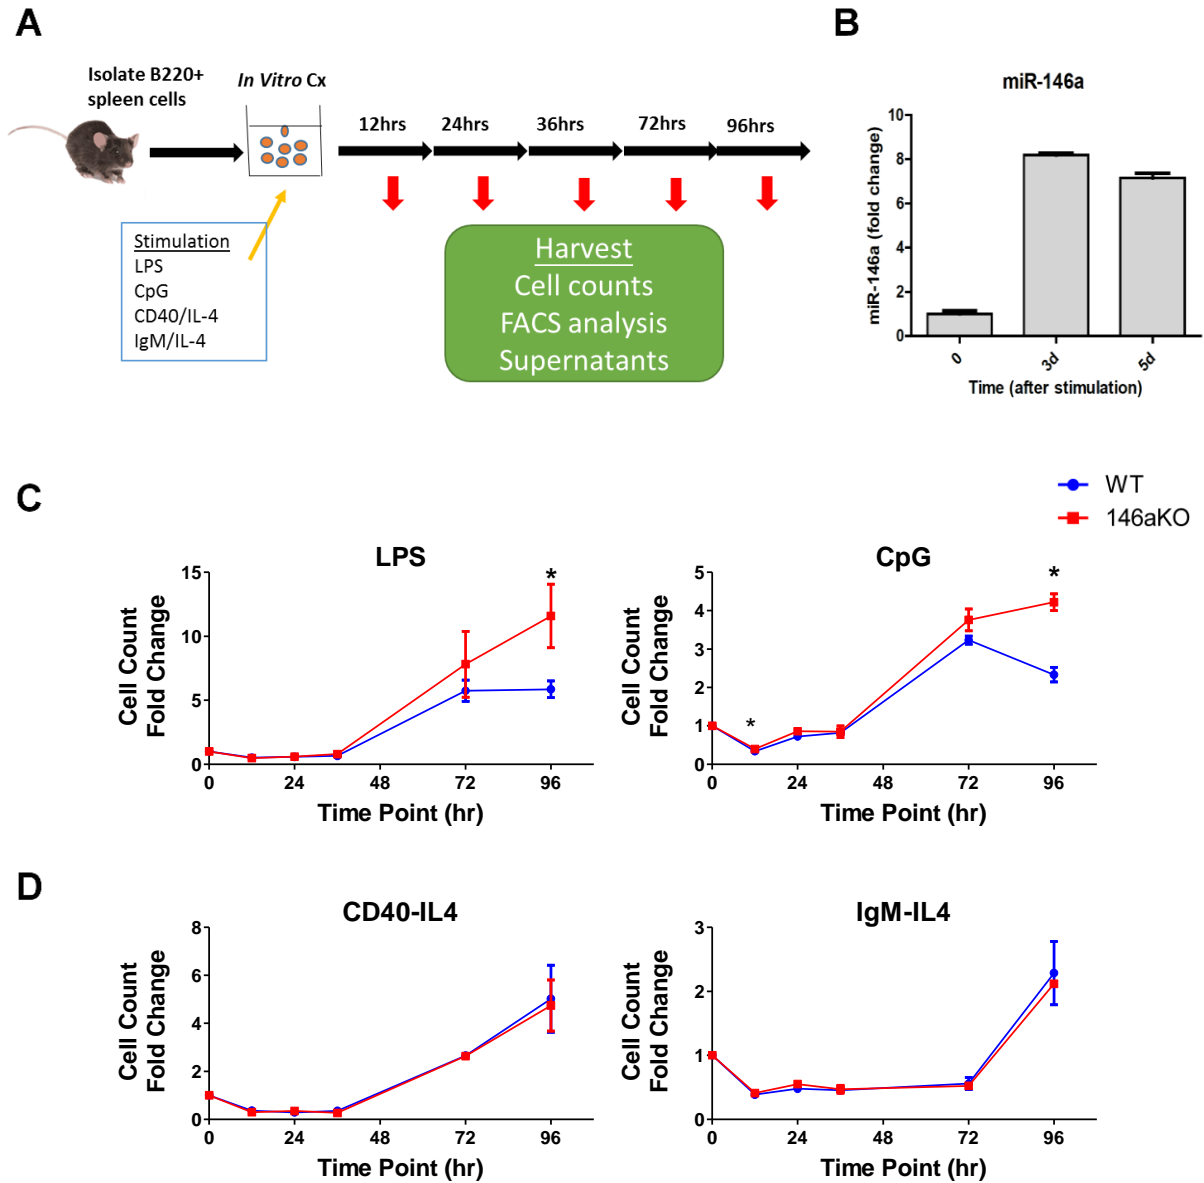 A
Isolate B220+
spleen cells
In Vitro Cx
12hrs
24hrs
36hrs
72hrs
96hrs
Stimulation
LPS
CpG
CD40/IL-4
IgM/IL-4
Harvest
Cell counts
FACS analysis
Supernatants
B
miR-146a
miR-146a (fold change)
10
8
6
4
2
0
0
3d
5d
Time (after stimulation)
C
WT
146aKO
LPS
Cell Count
Fold Change
15
10
5
0
*
0
24
48
72
96
Time Point (hr)
CpG
Cell Count
Fold Change
5
4
3
2
1
0
*
*
0
24
48
72
96
Time Point (hr)
D
CD40-IL4
Cell Count
Fold Change
8
6
4
2
0
0
24
48
72
96
Time Point (hr)
IgM-IL4
Cell Count
Fold Change
3
2
1
0
0
24
48
72
96
Time Point (hr)